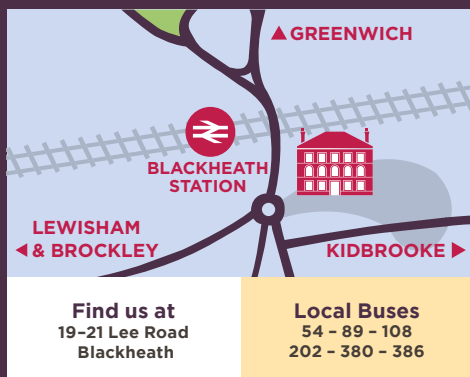 GREENWICH
BLACKHEATH
STATION
LEWISHAM
& BROCKLEY
KIDBROOKE
Find us at
19–21 Lee Road
Blackheath
Local Buses
54 – 89 – 108
202 – 380 – 386